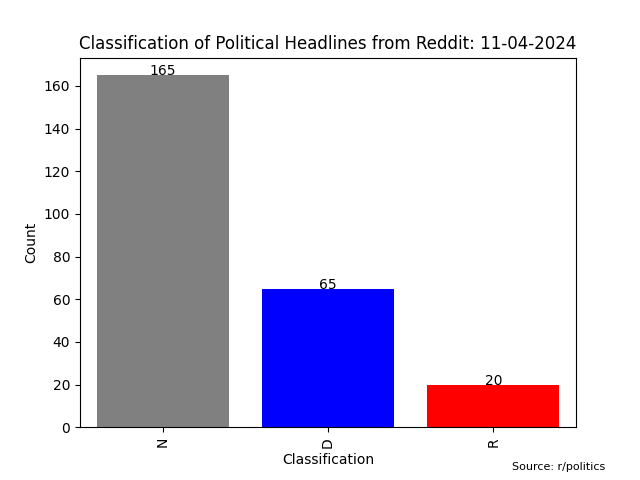 Classification of Political Headlines from Reddit: 11-04-2024
165
160
140
120
100
80
60
40
20
0
Count
65
20
N
D
R
Classification
Source: r/politics